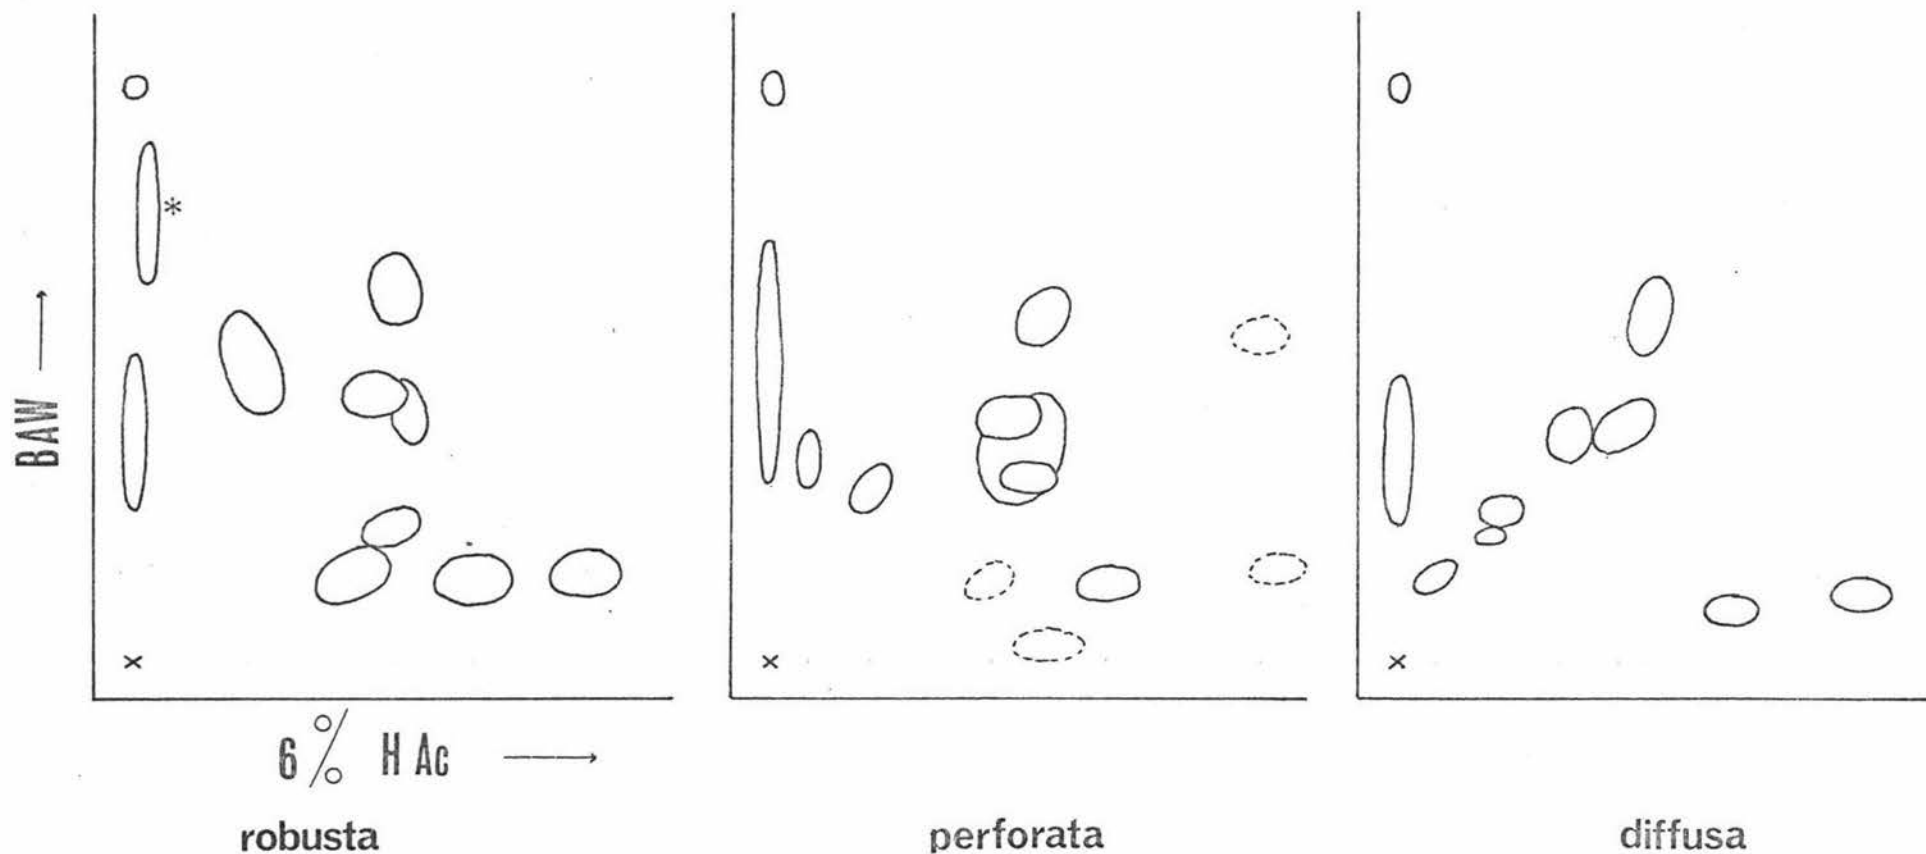 *
BAW
x
x
x
6% H Ac
robusta
perforata
diffusa